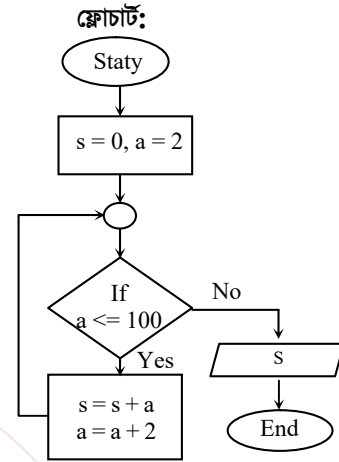 ফ্লোচার্ট:
Staty
s = 0, a = 2
If
a <= 100
No
Yes
s = s + a
a = a + 2
S
End